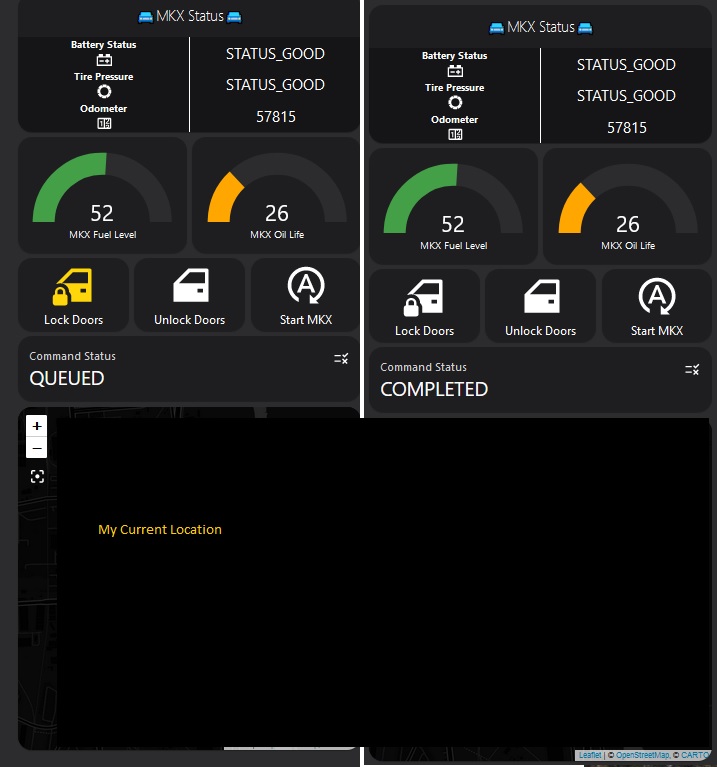 MKX Status
Battery Status
Tire Pressure
Odometer
STATUS_GOOD
STATUS_GOOD
57815
52
MKX Fuel Level
26
MKX Oil Life
Lock Doors
Unlock Doors
A
Start MKX
Command Status
QUEUED
+
−
My Current Location
MKX Status
Battery Status
Tire Pressure
Odometer
STATUS_GOOD
STATUS_GOOD
57815
52
MKX Fuel Level
26
MKX Oil Life
Lock Doors
Unlock Doors
A
Start MKX
Command Status
COMPLETED
Leaflet | © OpenStreetMap, © CARTO